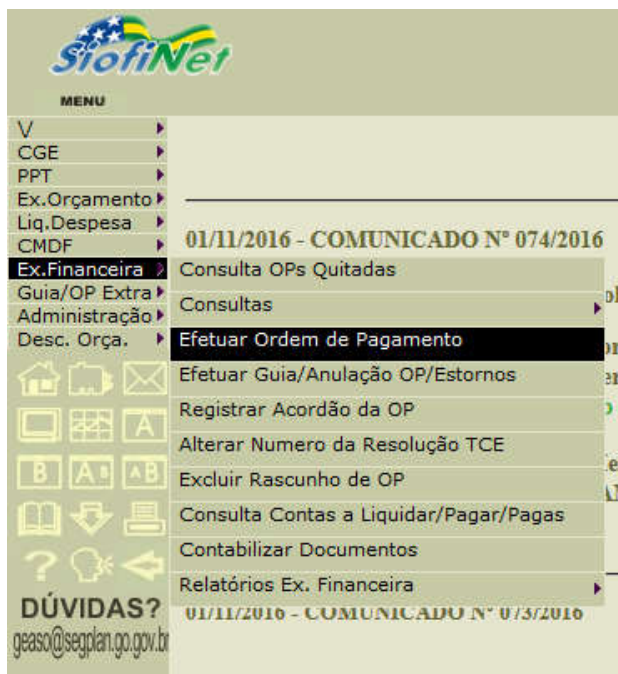 SiofiNet
MENU
V
CGE
PPT
Ex.Orçamento
Liq.Despesa
CMDF
Ex.Financeira
Guia/OP Extra
Administração
Desc. Orça.
01/11/2016 - COMUNICADO Nº 074/2016
Consulta OPs Quitadas
Consultas
Efetuar Ordem de Pagamento
Efetuar Guia/Anulação OP/Estornos
Registrar Acordão da OP
Alterar Numero da Resolução TCE
Excluir Rascunho de OP
Consulta Contas a Liquidar/Pagar/Pagas
Contabilizar Documentos
Relatórios Ex. Financeira
A
B A A B
?
DÚVIDAS?
geaso@segplan.go.gov.br
01/11/2016 - COMUNICADO Nº 073/2016